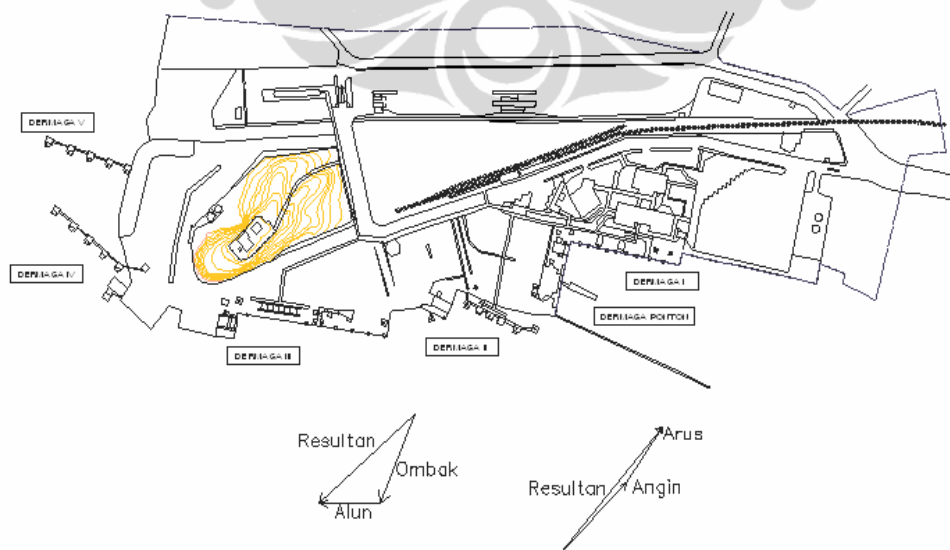 DERMAGA V
DERMAGA IV
DERMAGA I
DERMAGA PONTON
DERMAGA II
DERMAGA III
Resultan
Ombak
Alun
Arus
Resultan
Angin